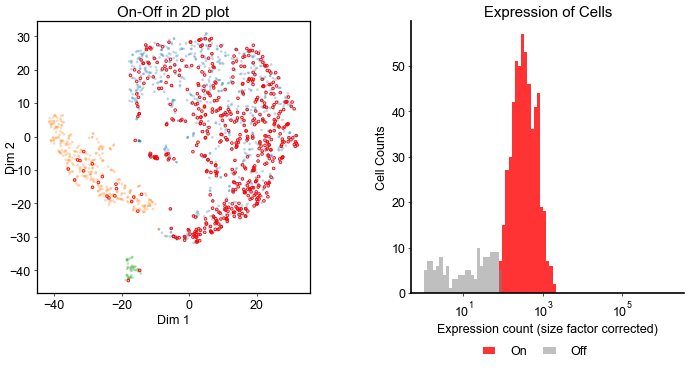 On-Off in 2D plot
Dim 2
30
20
10
0
−10
−20
−30
−40
−40
−20
0
20
Dim 1
Expression of Cells
Cell Counts
50
40
30
20
10
0
10^1
10^3
10^5
Expression count (size factor corrected)
On
Off